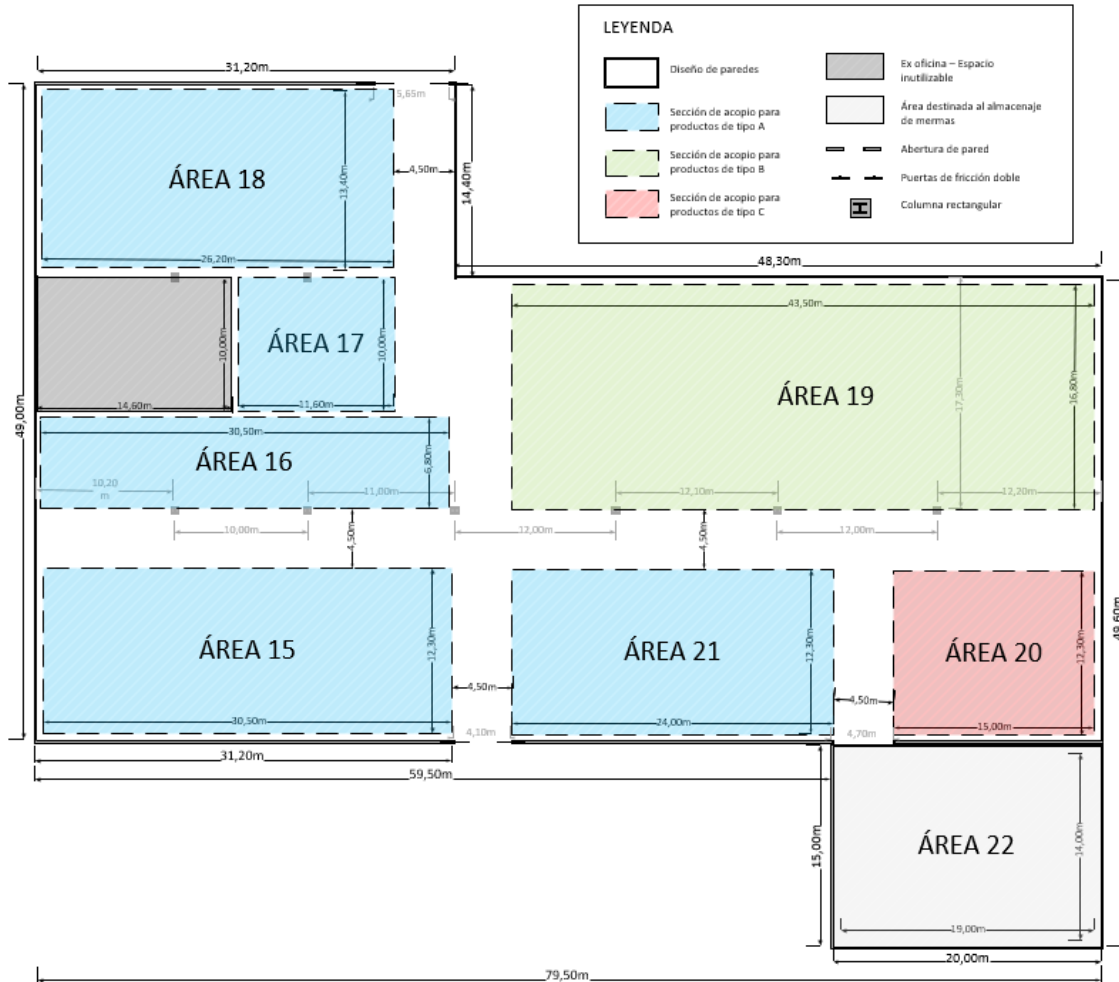 LEYENDA
Diseño de paredes
Ex oficina – Espacio
inutilizable
Sección de acopio para
productos de tipo A
Área destinada al almacenaje
de mermas
Sección de acopio para
productos de tipo B
Abertura de pared
Puertas de fricción doble
Sección de acopio para
productos de tipo C
Columna rectangular
31,20m
5,65m
ÁREA 18
13,40m
4,50m
14,40m
26,20m
48,30m
43,50m
49,00m
10,00m
14,60m
ÁREA 17
10,00m
11,60m
ÁREA 19
17,30m
16,80m
30,50m
ÁREA 16
6,80m
10,20
m
11,00m
12,10m
12,20m
10,00m
4,50m
12,00m
4,50m
12,00m
ÁREA 15
12,30m
30,50m
4,50m
ÁREA 21
12,30m
24,00m
4,50m
ÁREA 20
12,30m
15,00m
49,60m
4,10m
4,70m
31,20m
59,50m
15,00m
ÁREA 22
14,00m
19,00m
20,00m
79,50m